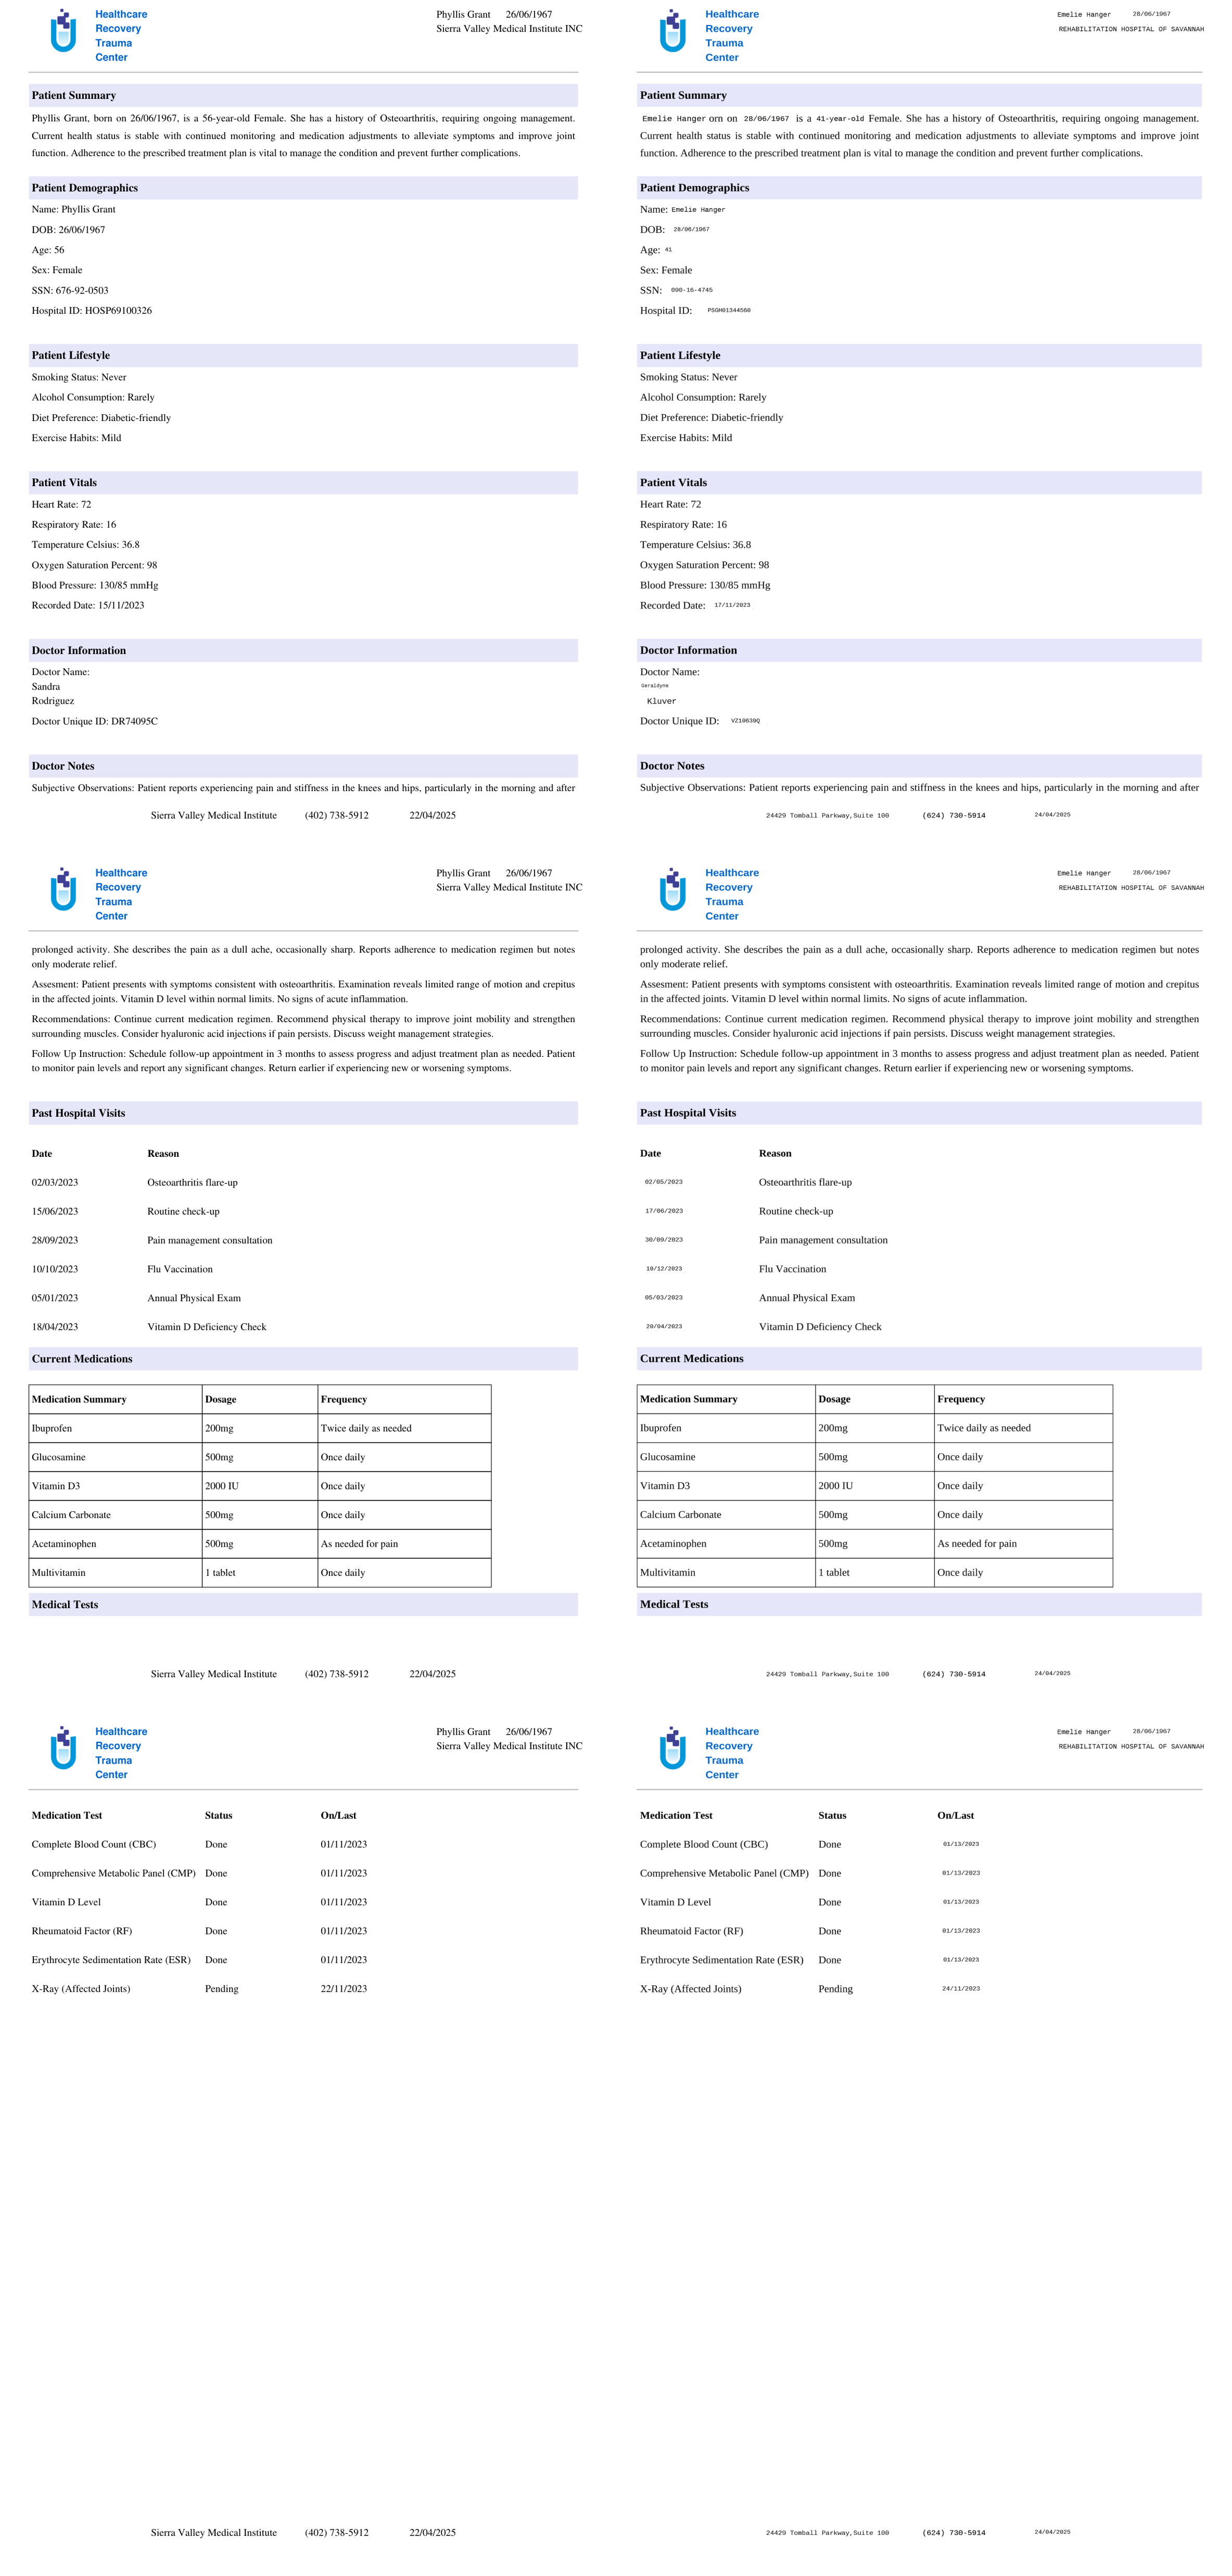 Healthcare
Recovery
Trauma
Center
Phyllis Grant 26/06/1967
Sierra Valley Medical Institute INC
Patient Summary
Phyllis Grant, born on 26/06/1967, is a 56-year-old Female. She has a history of Osteoarthritis, requiring ongoing management.
Current health status is stable with continued monitoring and medication adjustments to alleviate symptoms and improve joint
function. Adherence to the prescribed treatment plan is vital to manage the condition and prevent further complications.
Patient Demographics
Name: Phyllis Grant
DOB: 26/06/1967
Age: 56
Sex: Female
SSN: 676-92-0503
Hospital ID: HOSP69100326
Patient Lifestyle
Smoking Status: Never
Alcohol Consumption: Rarely
Diet Preference: Diabetic-friendly
Exercise Habits: Mild
Patient Vitals
Heart Rate: 72
Respiratory Rate: 16
Temperature Celsius: 36.8
Oxygen Saturation Percent: 98
Blood Pressure: 130/85 mmHg
Recorded Date: 15/11/2023
Doctor Information
Doctor Name:
Sandra
Rodriguez
Doctor Unique ID: DR74095C
Doctor Notes
Subjective Observations: Patient reports experiencing pain and stiffness in the knees and hips, particularly in the morning and after
Sierra Valley Medical Institute (402) 738-5912 22/04/2025
Healthcare
Recovery
Trauma
Center
Phyllis Grant 26/06/1967
Sierra Valley Medical Institute INC
prolonged activity. She describes the pain as a dull ache, occasionally sharp. Reports adherence to medication regimen but notes
only moderate relief.
Assesment: Patient presents with symptoms consistent with osteoarthritis. Examination reveals limited range of motion and crepitus
in the affected joints. Vitamin D level within normal limits. No signs of acute inflammation.
Recommendations: Continue current medication regimen. Recommend physical therapy to improve joint mobility and strengthen
surrounding muscles. Consider hyaluronic acid injections if pain persists. Discuss weight management strategies.
Follow Up Instruction: Schedule follow-up appointment in 3 months to assess progress and adjust treatment plan as needed. Patient
to monitor pain levels and report any significant changes. Return earlier if experiencing new or worsening symptoms.
Past Hospital Visits
Date Reason
02/03/2023 Osteoarthritis flare-up
15/06/2023 Routine check-up
28/09/2023 Pain management consultation
10/10/2023 Flu Vaccination
05/01/2023 Annual Physical Exam
18/04/2023 Vitamin D Deficiency Check
Current Medications
Medication Summary Dosage Frequency
Ibuprofen 200mg Twice daily as needed
Glucosamine 500mg Once daily
Vitamin D3 2000 IU Once daily
Calcium Carbonate 500mg Once daily
Acetaminophen 500mg As needed for pain
Multivitamin 1 tablet Once daily
Medical Tests
Sierra Valley Medical Institute (402) 738-5912 22/04/2025
Healthcare
Recovery
Trauma
Center
Phyllis Grant 26/06/1967
Sierra Valley Medical Institute INC
Medication Test Status On/Last
Complete Blood Count (CBC) Done 01/11/2023
Comprehensive Metabolic Panel (CMP) Done 01/11/2023
Vitamin D Level Done 01/11/2023
Rheumatoid Factor (RF) Done 01/11/2023
Erythrocyte Sedimentation Rate (ESR) Done 01/11/2023
X-Ray (Affected Joints) Pending 22/11/2023
Sierra Valley Medical Institute (402) 738-5912 22/04/2025
Healthcare
Recovery
Trauma
Center
Emelie Hanger 28/06/1967
REHABILITATION HOSPITAL OF SAVANNAH
Patient Summary
Emelie Hanger orn on 28/06/1967 is a 41-year-old Female. She has a history of Osteoarthritis, requiring ongoing management.
Current health status is stable with continued monitoring and medication adjustments to alleviate symptoms and improve joint
function. Adherence to the prescribed treatment plan is vital to manage the condition and prevent further complications.
Patient Demographics
Name: Emelie Hanger
DOB: 28/06/1967
Age: 41
Sex: Female
SSN: 090-16-4745
Hospital ID: PSGH01344560
Patient Lifestyle
Smoking Status: Never
Alcohol Consumption: Rarely
Diet Preference: Diabetic-friendly
Exercise Habits: Mild
Patient Vitals
Heart Rate: 72
Respiratory Rate: 16
Temperature Celsius: 36.8
Oxygen Saturation Percent: 98
Blood Pressure: 130/85 mmHg
Recorded Date: 17/11/2023
Doctor Information
Doctor Name:
Geraldyne
Kluver
Doctor Unique ID: VZ10639Q
Doctor Notes
Subjective Observations: Patient reports experiencing pain and stiffness in the knees and hips, particularly in the morning and after
24429 Tomball Parkway,Suite 100 (624) 730-5914 24/04/2025
Healthcare
Recovery
Trauma
Center
Emelie Hanger 28/06/1967
REHABILITATION HOSPITAL OF SAVANNAH
prolonged activity. She describes the pain as a dull ache, occasionally sharp. Reports adherence to medication regimen but notes
only moderate relief.
Assesment: Patient presents with symptoms consistent with osteoarthritis. Examination reveals limited range of motion and crepitus
in the affected joints. Vitamin D level within normal limits. No signs of acute inflammation.
Recommendations: Continue current medication regimen. Recommend physical therapy to improve joint mobility and strengthen
surrounding muscles. Consider hyaluronic acid injections if pain persists. Discuss weight management strategies.
Follow Up Instruction: Schedule follow-up appointment in 3 months to assess progress and adjust treatment plan as needed. Patient
to monitor pain levels and report any significant changes. Return earlier if experiencing new or worsening symptoms.
Past Hospital Visits
Date Reason
02/05/2023 Osteoarthritis flare-up
17/06/2023 Routine check-up
30/09/2023 Pain management consultation
10/12/2023 Flu Vaccination
05/03/2023 Annual Physical Exam
20/04/2023 Vitamin D Deficiency Check
Current Medications
Medication Summary Dosage Frequency
Ibuprofen 200mg Twice daily as needed
Glucosamine 500mg Once daily
Vitamin D3 2000 IU Once daily
Calcium Carbonate 500mg Once daily
Acetaminophen 500mg As needed for pain
Multivitamin 1 tablet Once daily
Medical Tests
24429 Tomball Parkway,Suite 100 (624) 730-5914 24/04/2025
Healthcare
Recovery
Trauma
Center
Emelie Hanger 28/06/1967
REHABILITATION HOSPITAL OF SAVANNAH
Medication Test Status On/Last
Complete Blood Count (CBC) Done 01/13/2023
Comprehensive Metabolic Panel (CMP) Done 01/13/2023
Vitamin D Level Done 01/13/2023
Rheumatoid Factor (RF) Done 01/13/2023
Erythrocyte Sedimentation Rate (ESR) Done 01/13/2023
X-Ray (Affected Joints) Pending 24/11/2023
24429 Tomball Parkway,Suite 100 (624) 730-5914 24/04/2025